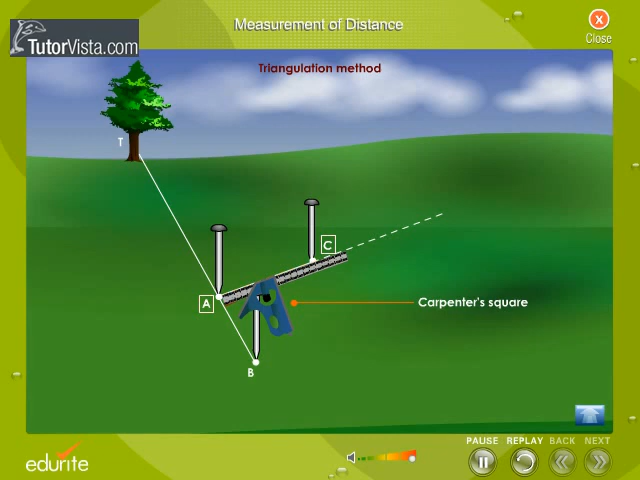 Measurement of Distance
X
Close
TutorVista.com
Triangulation method
T
C
A
Carpenter's square
B
PAUSE REPLAY BACK NEXT
edurite